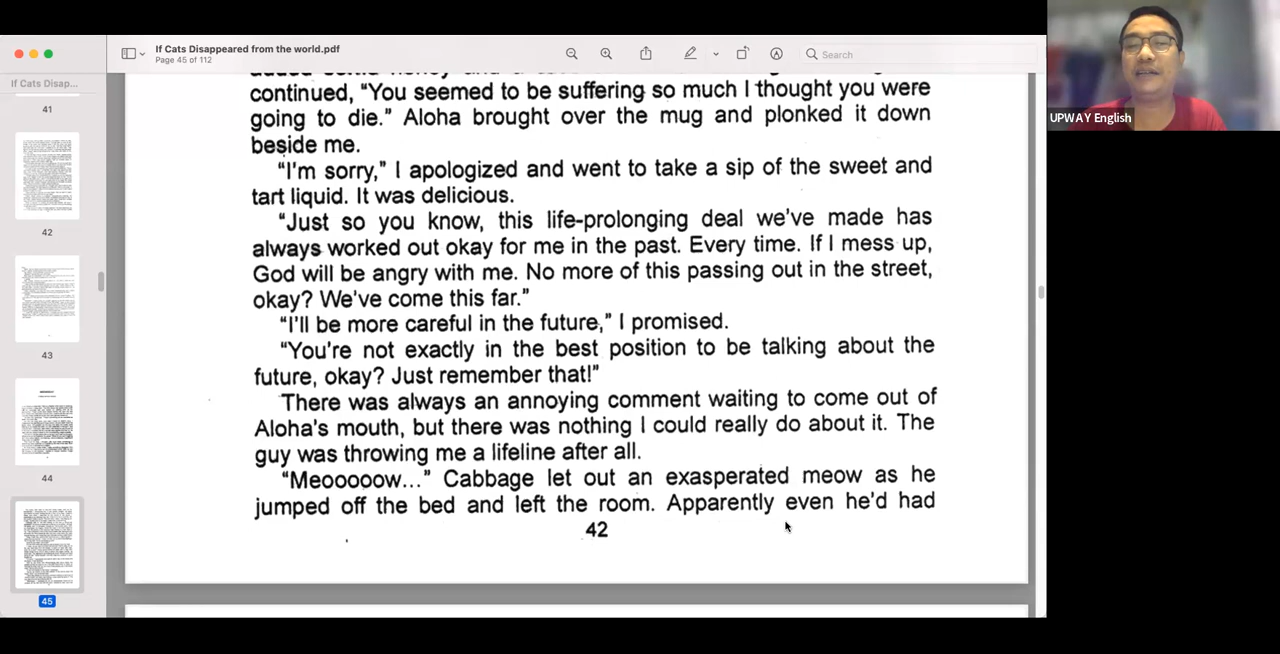 If Cats Disappeared from the world.pdf
Page 45 of 112
Search
UPWAY English
If Cats Disap...
41
42
43
44
45
continued, “You seemed to be suffering so much I thought you were
going to die.” Aloha brought over the mug and plonked it down
beside me.
“I'm sorry,” I apologized and went to take a sip of the sweet and
tart liquid. It was delicious.
“Just so you know, this life-prolonging deal we’ve made has
always worked out okay for me in the past. Every time. If I mess up,
God will be angry with me. No more of this passing out in the street,
okay? We’ve come this far.”
“I’ll be more careful in the future,” I promised.
“You’re not exactly in the best position to be talking about the
future, okay? Just remember that!”
There was always an annoying comment waiting to come out of
Aloha’s mouth, but there was nothing I could really do about it. The
guy was throwing me a lifeline after all.
“Meooooow...” Cabbage let out an exasperated meow as he
jumped off the bed and left the room. Apparently even he’d had
42